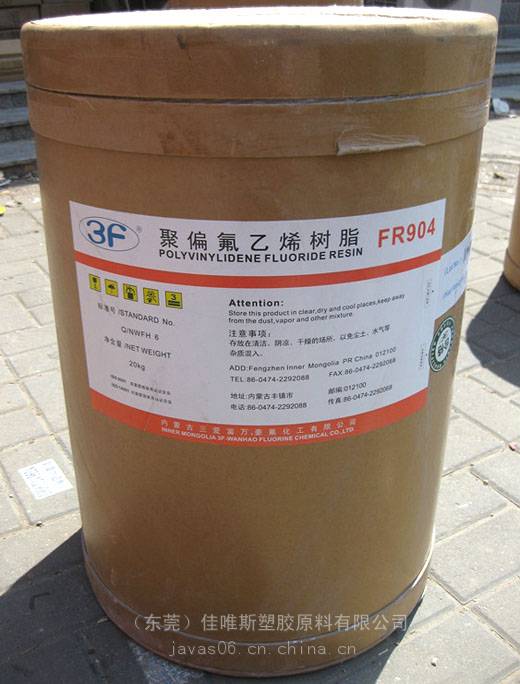 3F®
聚偏氟乙烯树脂 FR904
POLYVINYLIDENE FLUORIDE RESIN
3
标准号/STANDARD No.
Q/NWFH 6
净含量/NET WEIGHT
20kg
Attention:
Store this product in clear,dry and cool places,keep away
from the dust,vapor and other mixture.
注意事项:
存放在清洁、阴凉、干燥的场所,以免尘土、水气等
杂质混入。
ADD:Fengzhen Inner Mongolia PR China 012100
TEL:86-0474-2292088 FAX:86-0474-2292068
地址:内蒙古丰镇市 邮编:012100
电话:86-0474-2292088 传真:86-0474-2292068
内蒙古三爱富万豪氟化工有限公司
INNER MONGOLIA 3F-WANHAO FLUORINE CHEMICAL CO.,LTD.
(东莞)佳唯斯塑胶原料有限公司
javas06.cn.china.cn